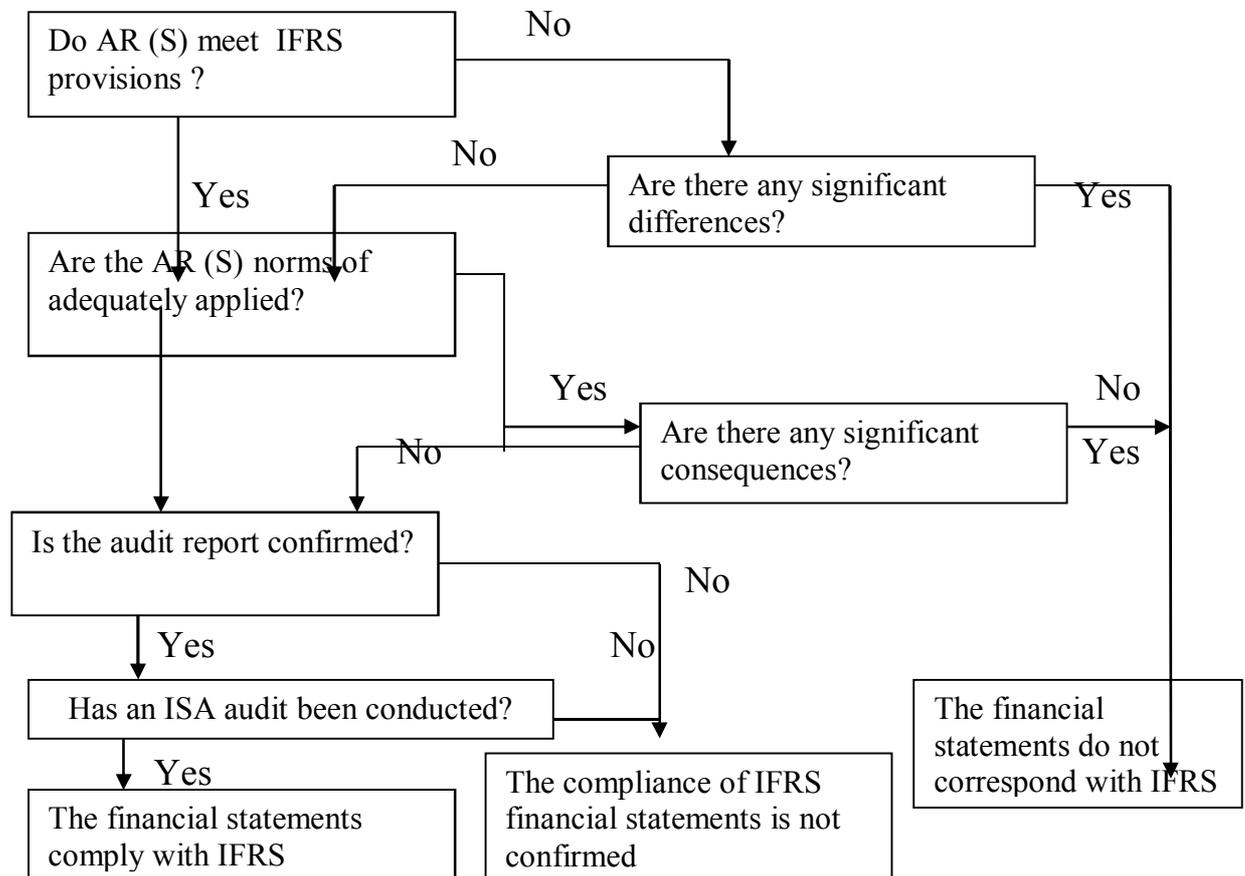 No
Do AR (S) meet IFRS
provisions ?
No
Yes
Are there any significant
differences?
Yes
Are the AR (S) norms of
adequately applied?
Yes
No
Are there any significant
consequences?
No
Yes
Is the audit report confirmed?
No
Yes
No
Has an ISA audit been conducted?
The financial
statements do not
correspond with IFRS
Yes
The compliance of IFRS
financial statements is not
confirmed
The financial statements
comply with IFRS